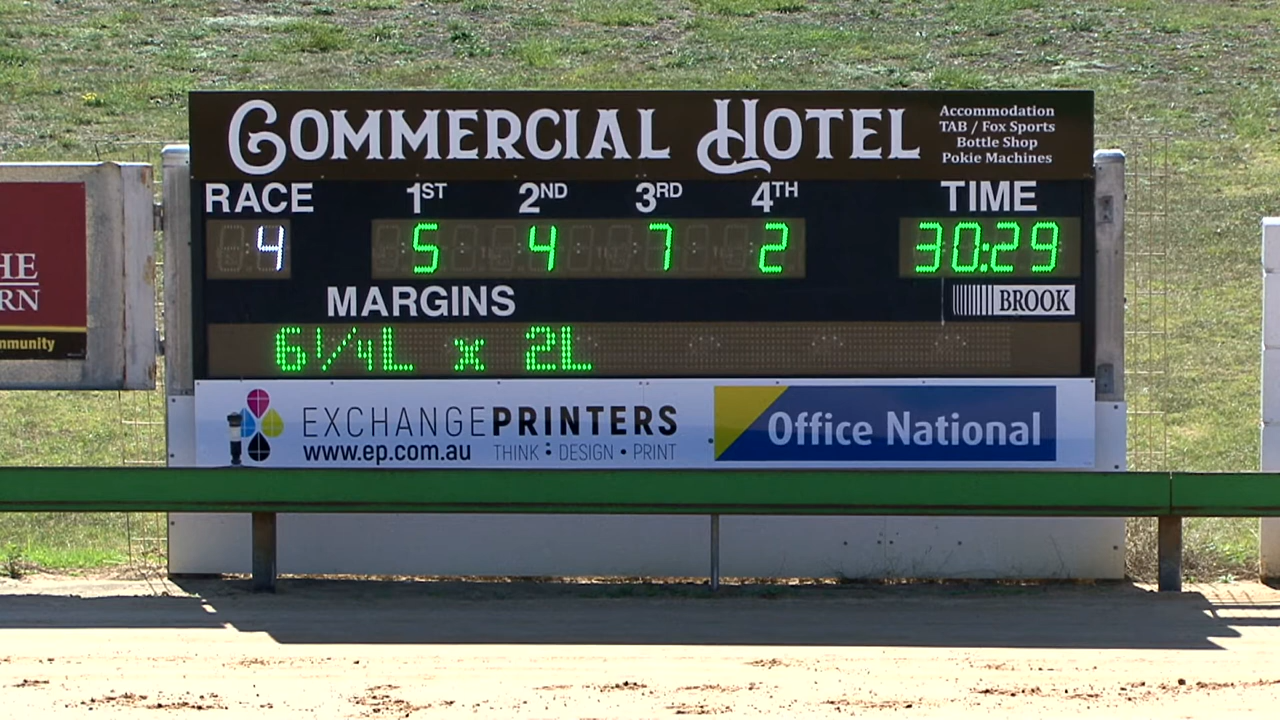 COMMERCIAL HOTEL
Accommodation
TAB / Fox Sports
Bottle Shop
Pokie Machines
RACE 1ST 2ND 3RD 4TH TIME
4 5 4 7 2 30:29
MARGINS
BROOK
6¼L x 2L
HE
RN
mmunity
EXCHANGEPRINTERS
www.ep.com.au THINK : DESIGN • PRINT
Office National